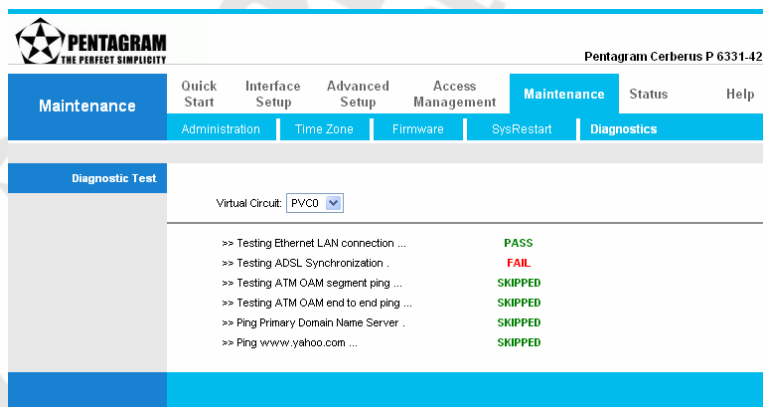 PENTAGRAM
THE PERFECT SIMPLICITY
Pentagram Cerberus P 6331-42
Maintenance
Quick Start
Interface Setup
Advanced Setup
Access Management
Maintenance
Status
Help
Administration
Time Zone
Firmware
SysRestart
Diagnostics
Diagnostic Test
Virtual Circuit: PVC0
>> Testing Ethernet LAN connection ... PASS
>> Testing ADSL Synchronization . FAIL
>> Testing ATM OAM segment ping ... SKIPPED
>> Testing ATM OAM end to end ping ... SKIPPED
>> Ping Primary Domain Name Server . SKIPPED
>> Ping www.yahoo.com ... SKIPPED